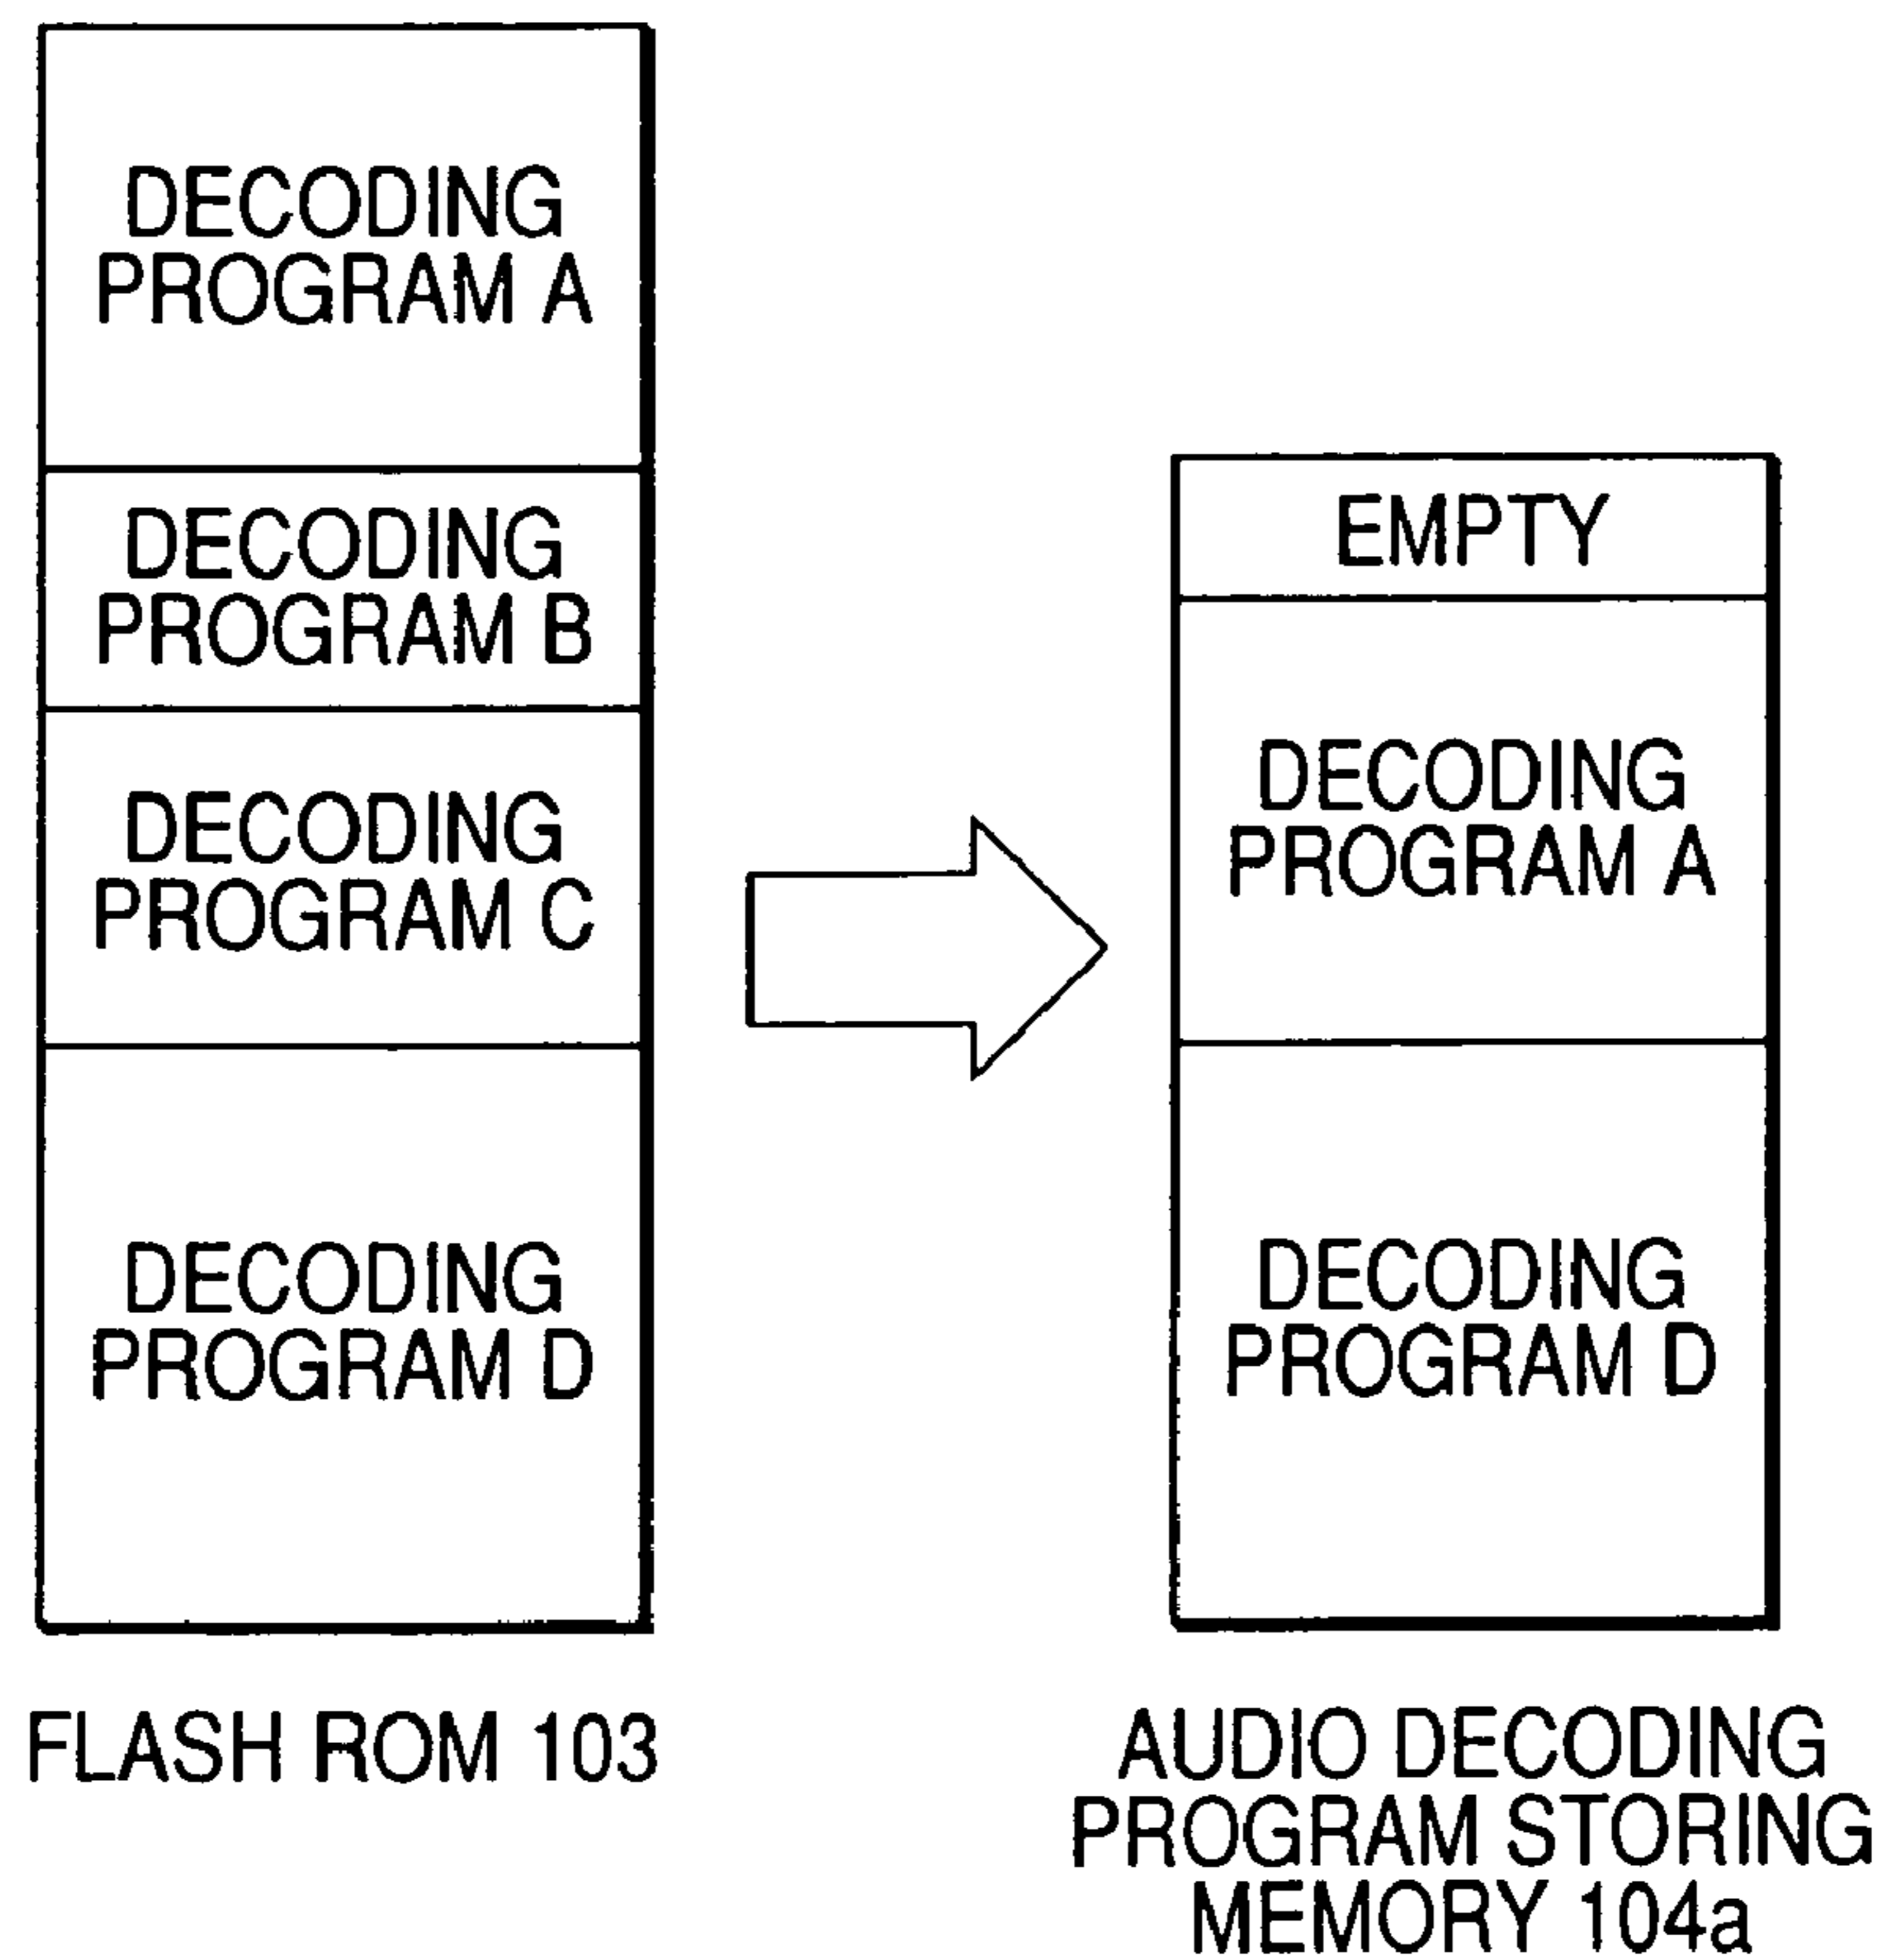 DECODING
PROGRAM A
DECODING
PROGRAM B
DECODING
PROGRAM C
DECODING
PROGRAM D
FLASH ROM 103
EMPTY
DECODING
PROGRAM A
DECODING
PROGRAM D
AUDIO DECODING
PROGRAM STORING
MEMORY 104a